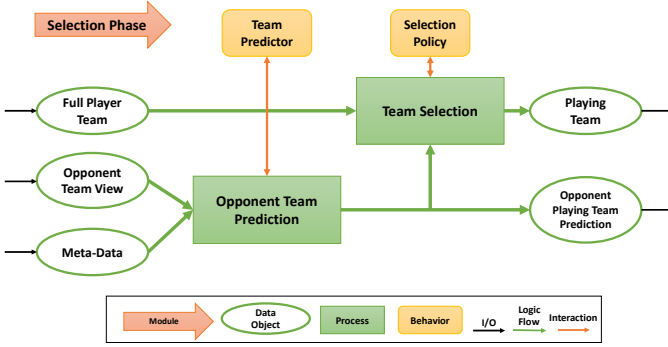 Selection Phase
Team
Predictor
Selection
Policy
Full Player
Team
Team Selection
Playing
Team
Opponent
Team View
Opponent Team
Prediction
Opponent
Playing Team
Prediction
Meta-Data
Module
Data
Object
Process
Behavior
I/O
Logic
Flow
Interaction